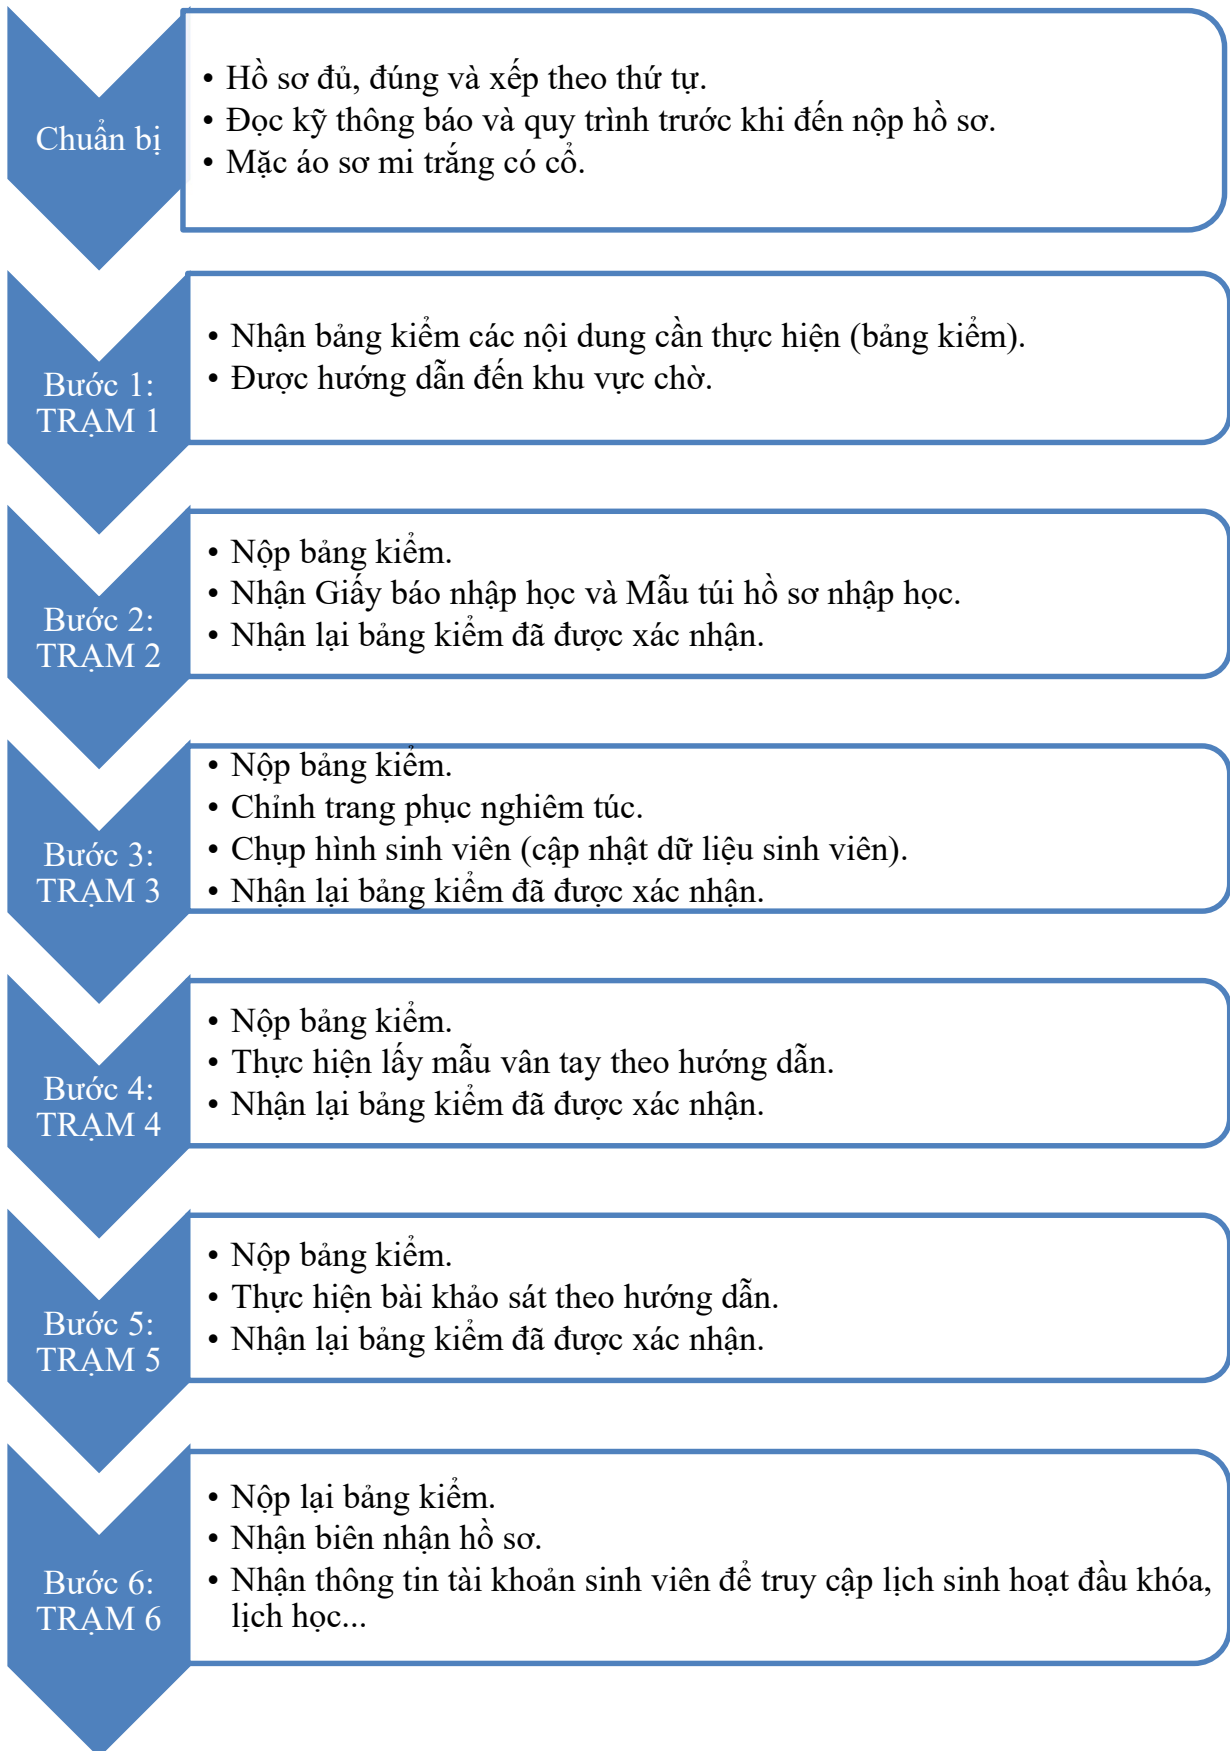 Chuẩn bị
• Hồ sơ đủ, đúng và xếp theo thứ tự.
• Đọc kỹ thông báo và quy trình trước khi đến nộp hồ sơ.
• Mặc áo sơ mi trắng có cổ.
Bước 1:
TRẠM 1
• Nhận bảng kiểm các nội dung cần thực hiện (bảng kiểm).
• Được hướng dẫn đến khu vực chờ.
Bước 2:
TRẠM 2
• Nộp bảng kiểm.
• Nhận Giấy báo nhập học và Mẫu túi hồ sơ nhập học.
• Nhận lại bảng kiểm đã được xác nhận.
Bước 3:
TRẠM 3
• Nộp bảng kiểm.
• Chỉnh trang phục nghiêm túc.
• Chụp hình sinh viên (cập nhật dữ liệu sinh viên).
• Nhận lại bảng kiểm đã được xác nhận.
Bước 4:
TRẠM 4
• Nộp bảng kiểm.
• Thực hiện lấy mẫu vân tay theo hướng dẫn.
• Nhận lại bảng kiểm đã được xác nhận.
Bước 5:
TRẠM 5
• Nộp bảng kiểm.
• Thực hiện bài khảo sát theo hướng dẫn.
• Nhận lại bảng kiểm đã được xác nhận.
Bước 6:
TRẠM 6
• Nộp lại bảng kiểm.
• Nhận biên nhận hồ sơ.
• Nhận thông tin tài khoản sinh viên để truy cập lịch sinh hoạt đầu khóa,
lịch học...